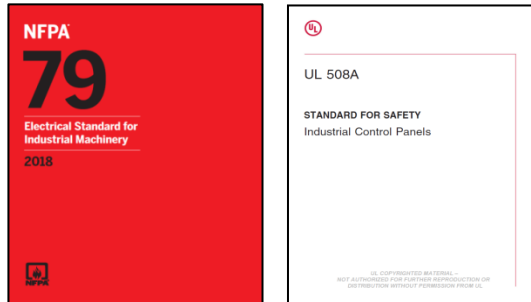 NFPA®
79
Electrical Standard for
Industrial Machinery
2018
NFPA
UL
UL 508A
STANDARD FOR SAFETY
Industrial Control Panels
UL COPYRIGHTED MATERIAL –
NOT AUTHORIZED FOR FURTHER REPRODUCTION OR
DISTRIBUTION WITHOUT PERMISSION FROM UL